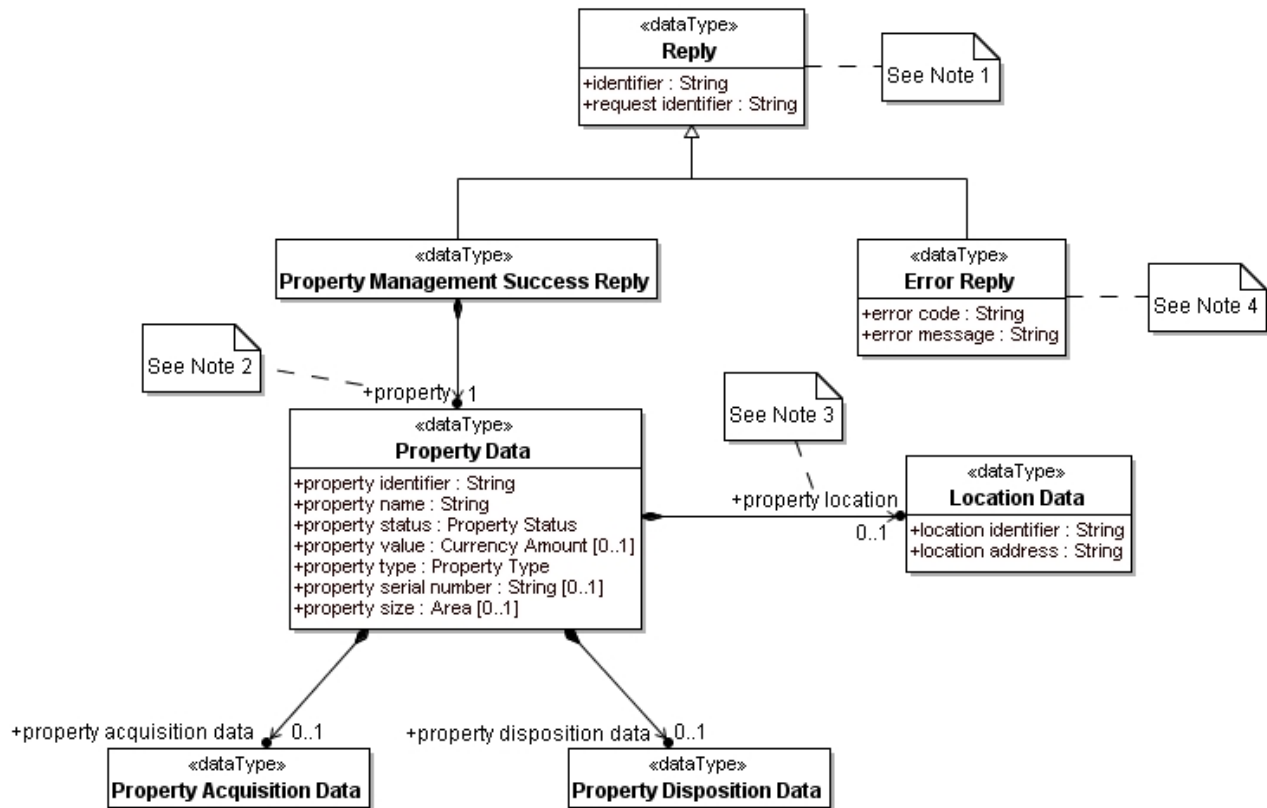 «dataType»
Reply
+identifier : String
+request identifier : String
See Note 1
«dataType»
Property Management Success Reply
«dataType»
Error Reply
+error code : String
+error message : String
See Note 4
See Note 2
+property
1
«dataType»
Property Data
+property identifier : String
+property name : String
+property status : Property Status
+property value : Currency Amount [0..1]
+property type : Property Type
+property serial number : String [0..1]
+property size : Area [0..1]
See Note 3
+property location
0..1
«dataType»
Location Data
+location identifier : String
+location address : String
+property acquisition data
0..1
«dataType»
Property Acquisition Data
+property disposition data
0..1
«dataType»
Property Disposition Data